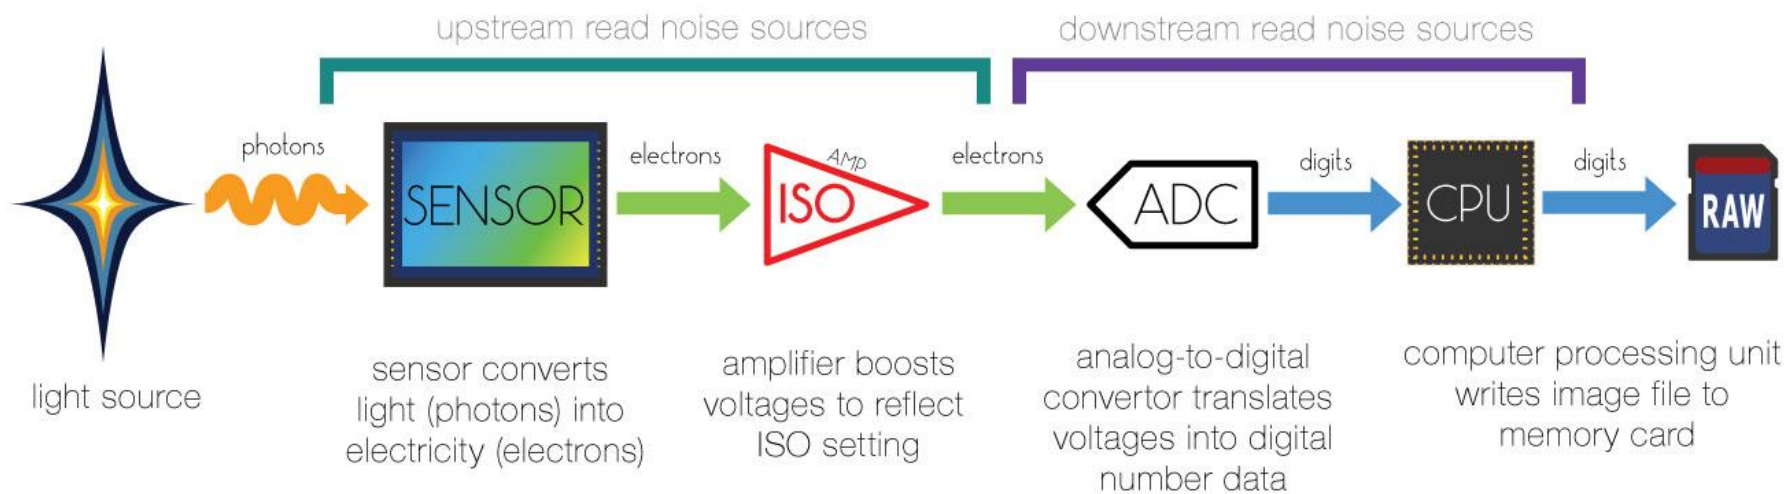 upstream read noise sources
downstream read noise sources
photons
SENSOR
electrons
AMP
ISO
electrons
ADC
digits
CPU
digits
RAW
light source
sensor converts
light (photons) into
electricity (electrons)
amplifier boosts
voltages to reflect
ISO setting
analog-to-digital
convertor translates
voltages into digital
number data
computer processing unit
writes image file to
memory card